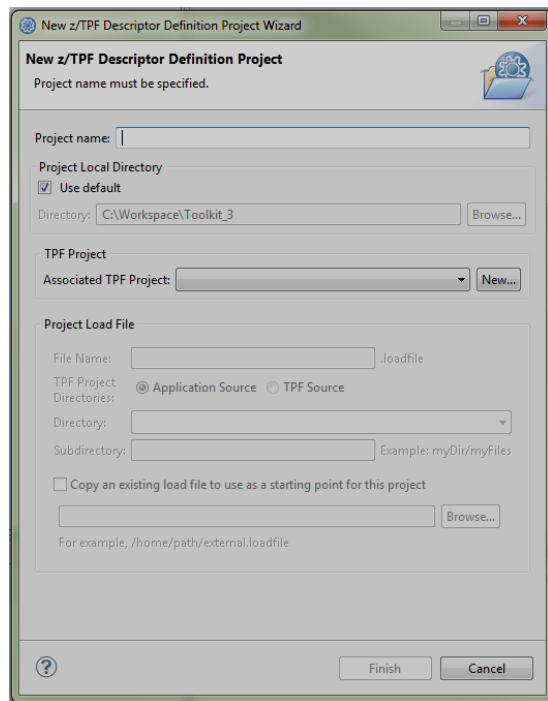 New z/TPF Descriptor Definition Project Wizard
New z/TPF Descriptor Definition Project
Project name must be specified.
Project name:
Project Local Directory
Use default
Directory: C:\Workspace\Toolkit_3 Browse...
TPF Project
Associated TPF Project: New...
Project Load File
File Name: .loadfile
TPF Project
Directories:
Application Source TPF Source
Directory:
Subdirectory: Example: myDir/myFiles
Copy an existing load file to use as a starting point for this project
Browse...
For example, /home/path/external.loadfile
? Finish Cancel